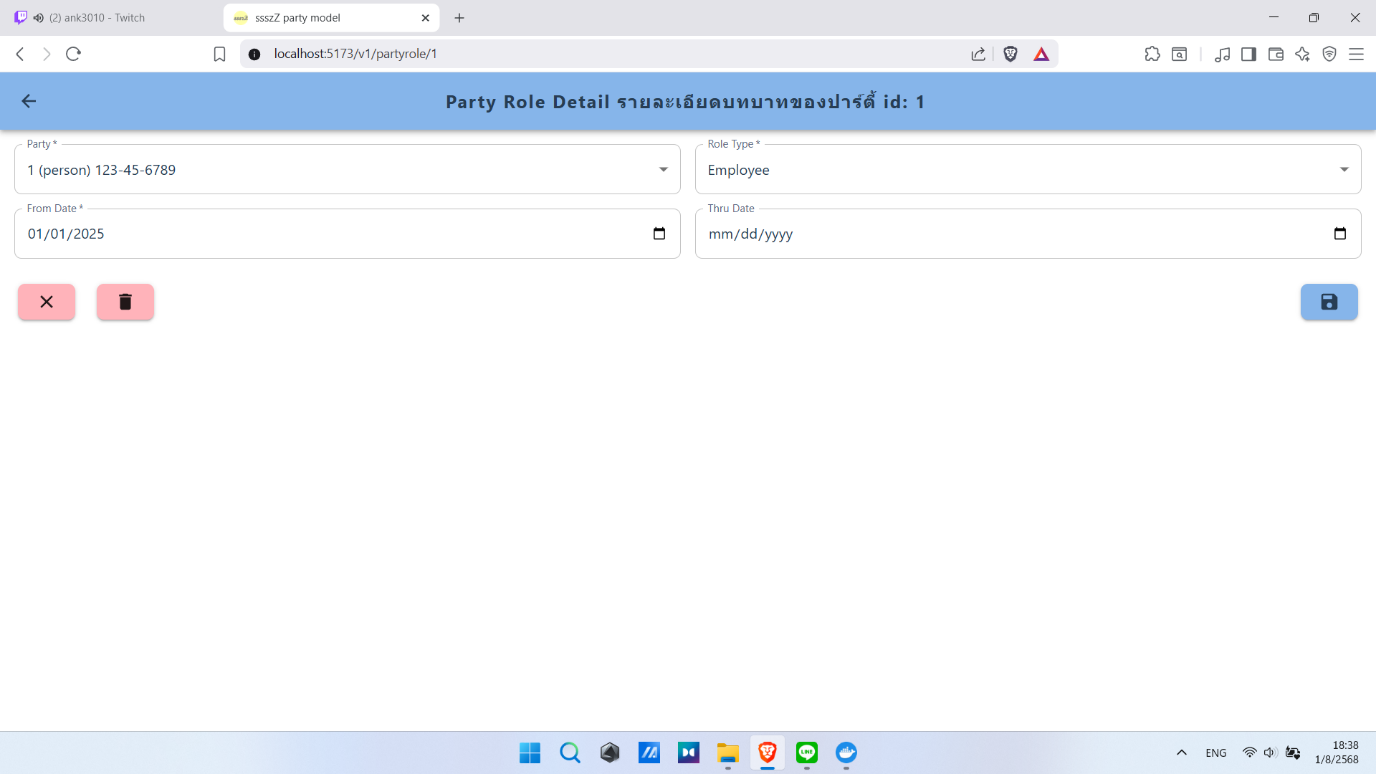 (2) ank3010 - Twitch
ssszZ
ssszZ party model
localhost:5173/v1/partyrole/1
Party Role Detail รายละเอียดบทบาทของปาร์ตี้ id: 1
Party *
1 (person) 123-45-6789
Role Type *
Employee
From Date *
01/01/2025
Thru Date
mm/dd/yyyy
ENG
18:38
1/8/2568